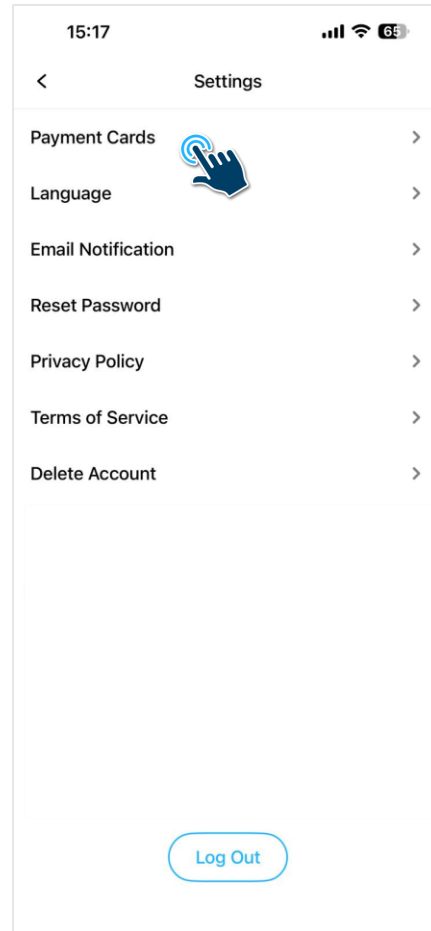 15:17
65
Settings
Payment Cards
Language
Email Notification
Reset Password
Privacy Policy
Terms of Service
Delete Account
Log Out